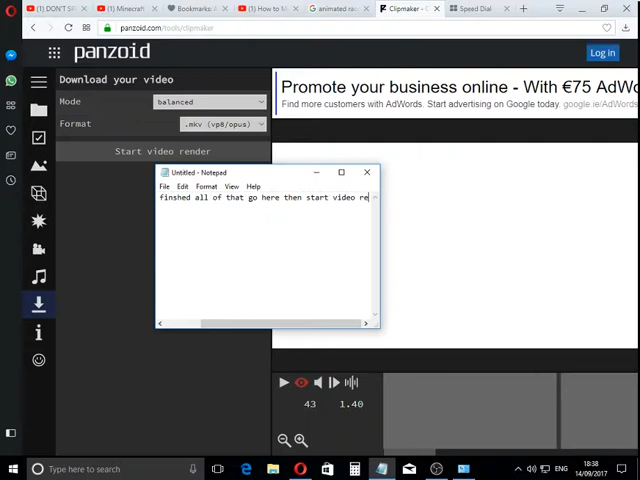 (1) DON'T SP
(1) Minecraft
Bookmarks
(1) How to M
animated rac
Clipmaker -
Speed Dial
panzoid.com/tools/clipmaker
panzoid
Log in
Download your video
Mode
balanced
Format
.mkv (vp8/opus)
Start video render
Promote your business online - With €75 AdWo
Find more customers with AdWords. Start advertising on Google today. google.ie/AdWord
Untitled - Notepad
File Edit Format View Help
finshed all of that go here then start video re
43 1.40
Type here to search
ENG
18:38
14/09/2017